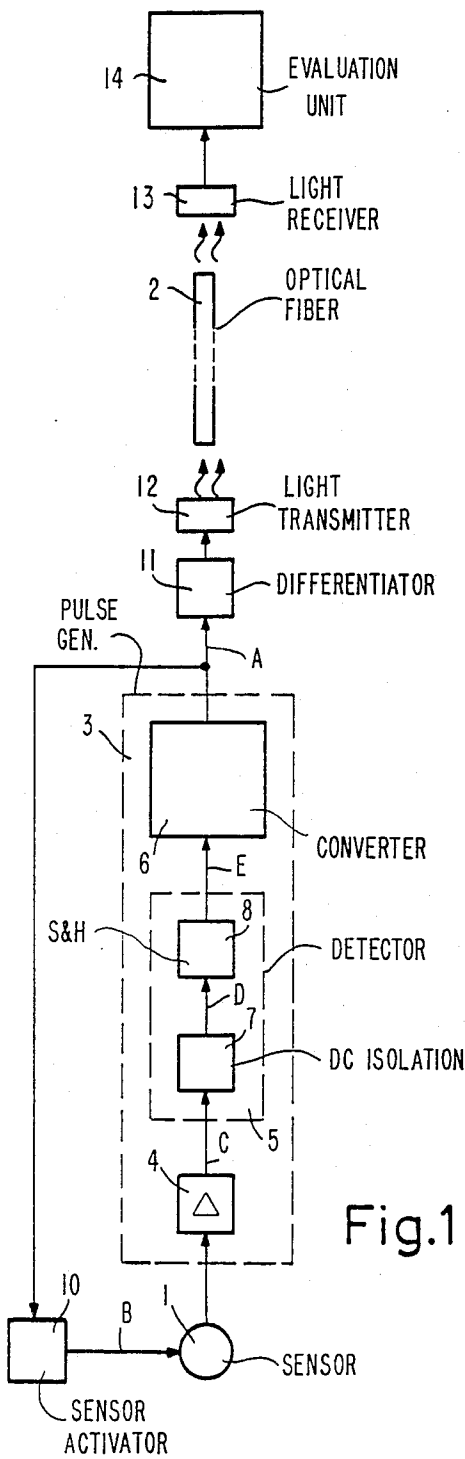 14
EVALUATION
UNIT
13
LIGHT
RECEIVER
2
OPTICAL
FIBER
12
LIGHT
TRANSMITTER
11
DIFFERENTIATOR
PULSE
GEN.
A
3
6
CONVERTER
E
8
S&H
DETECTOR
D
7
DC ISOLATION
5
C
4
Fig.1
10
B
1
SENSOR
SENSOR
ACTIVATOR